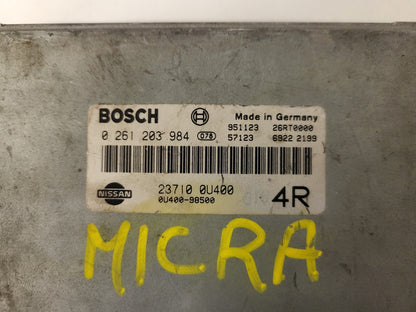 BOSCH Made in Germany
951123 26RT0000
0 261 203 984 078 57123 6922 2199
NISSAN 23710 0U400
0U400-98500 4R
MICRA